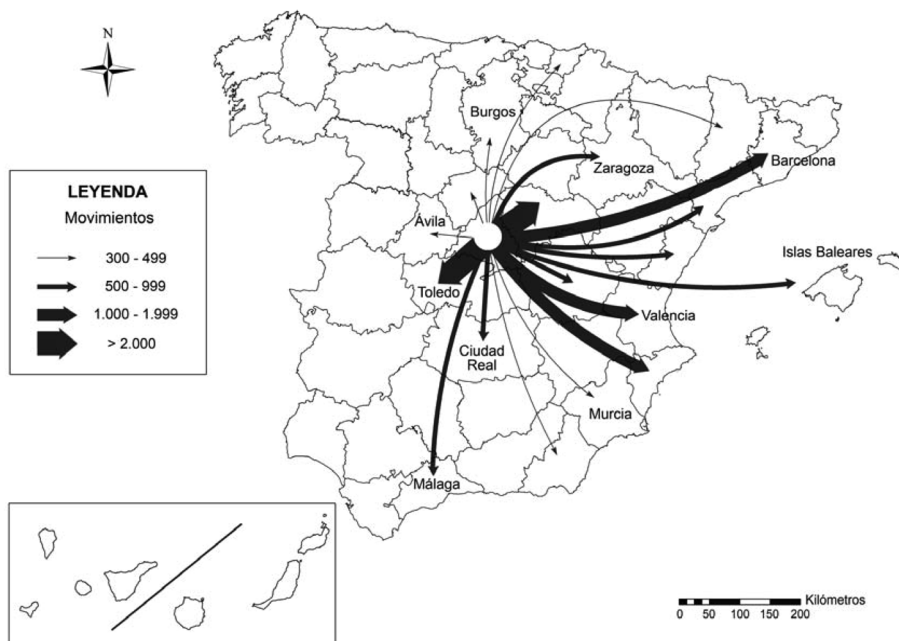 N
Burgos
Barcelona
Zaragoza
LEYENDA
Movimientos
300 - 499
500 - 999
1.000 - 1.999
> 2.000
Ávila
Islas Baleares
Toledo
Valencia
Ciudad
Real
Murcia
Málaga
Kilómetros
0 50 100 150 200